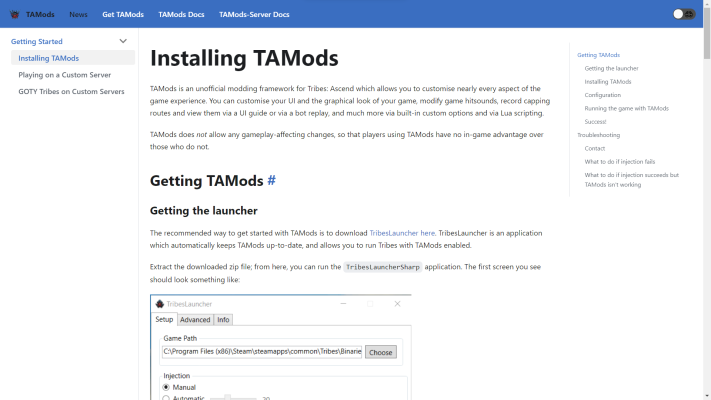 TAMods
News
Get TAMods
TAMods Docs
TAMods-Server Docs
Getting Started
Installing TAMods
Playing on a Custom Server
GOTY Tribes on Custom Servers
Installing TAMods
TAMods is an unofficial modding framework for Tribes: Ascend which allows you to customise nearly every aspect of the
game experience. You can customise your UI and the graphical look of your game, modify game hitsounds, record capping
routes and view them via a UI guide or via a bot replay, and much more via built-in custom options and via Lua scripting.
TAMods does not allow any gameplay-affecting changes, so that players using TAMods have no in-game advantage over
those who do not.
Getting TAMods #
Getting the launcher
The recommended way to get started with TAMods is to download TribesLauncher here. TribesLauncher is an application
which automatically keeps TAMods up-to-date, and allows you to run Tribes with TAMods enabled.
Extract the downloaded zip file; from here, you can run the TribesLauncherSharp application. The first screen you see
should look something like:
TribesLauncher
Setup Advanced Info
Game Path
C:\Program Files (x86)\Steam\steamapps\common\Tribes\Binarie
Choose
Injection
Manual
Automatic
20
Getting TAMods
Getting the launcher
Installing TAMods
Configuration
Running the game with TAMods
Success!
Troubleshooting
Contact
What to do if injection fails
What to do if injection succeeds but
TAMods isn't working